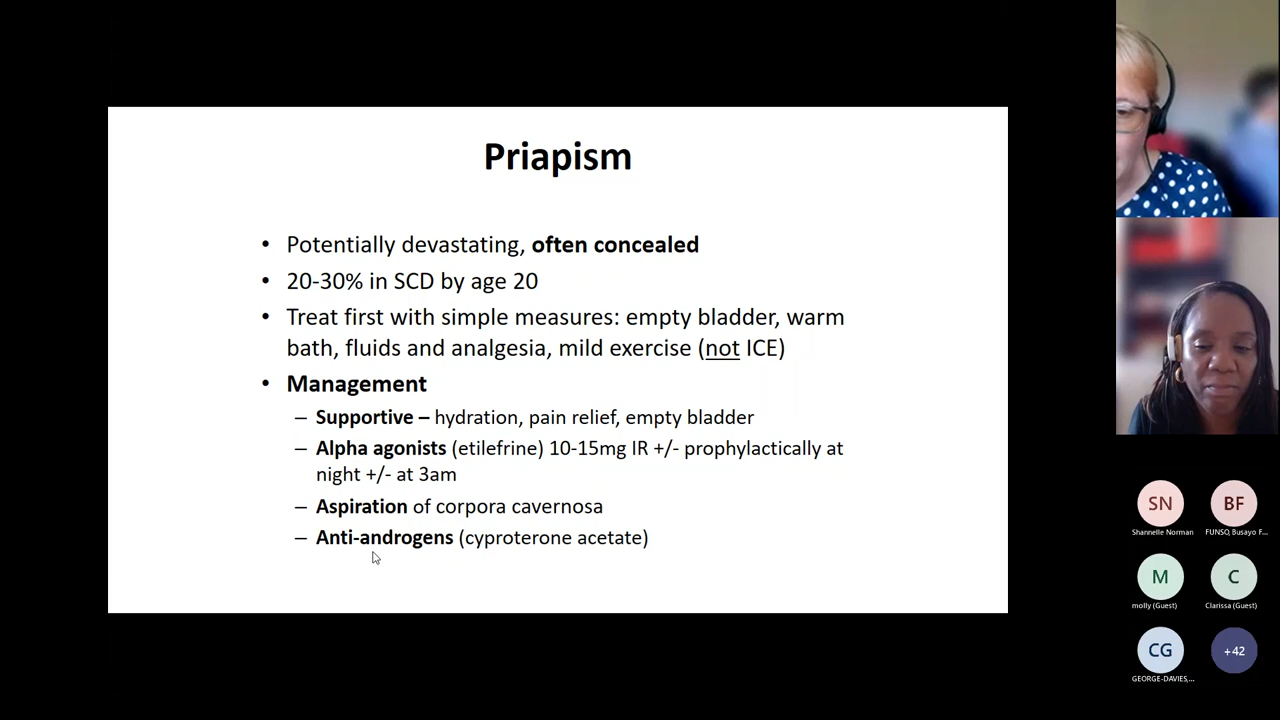 Priapism
• Potentially devastating, often concealed
• 20-30% in SCD by age 20
• Treat first with simple measures: empty bladder, warm
bath, fluids and analgesia, mild exercise (not ICE)
• Management
– Supportive – hydration, pain relief, empty bladder
– Alpha agonists (etilefrine) 10-15mg IR +/- prophylactically at
night +/- at 3am
– Aspiration of corpora cavernosa
– Anti-androgens (cyproterone acetate)
SN
Shannelle Norman
BF
FUNSO, Busayo F...
M
molly (Guest)
C
Clarissa (Guest)
CG
GEORGE-DAVIES,...
+42